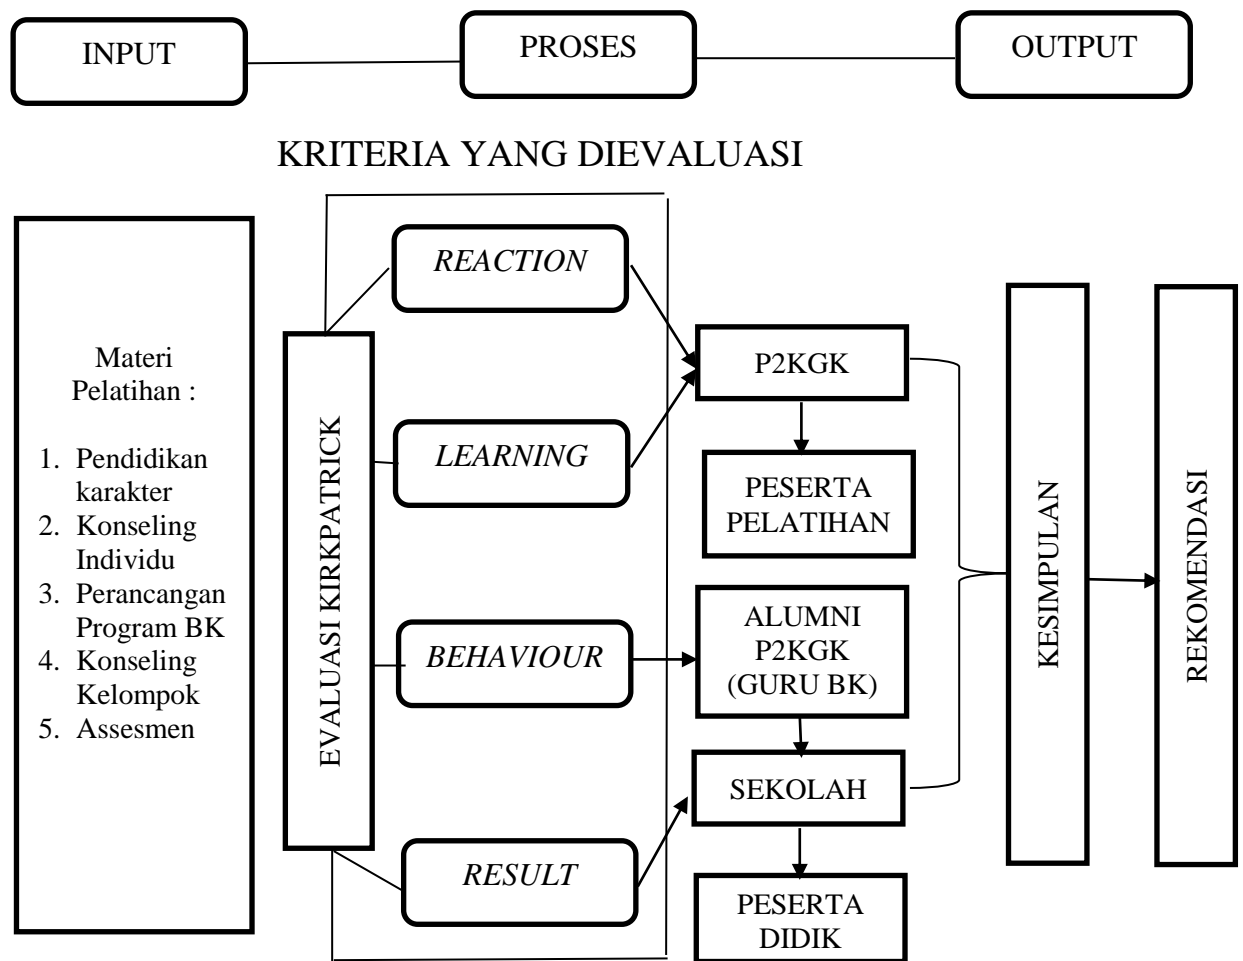 INPUT
PROSES
OUTPUT
KRITERIA YANG DIEVALUASI
Materi
Pelatihan :
1. Pendidikan
karakter
2. Konseling
Individu
3. Perancangan
Program BK
4. Konseling
Kelompok
5. Assesmen
EVALUASI KIRKPATRICK
REACTION
LEARNING
BEHAVIOUR
RESULT
P2KGK
PESERTA
PELATIHAN
ALUMNI
P2KGK
(GURU BK)
SEKOLAH
PESERTA
DIDIK
KESIMPULAN
REKOMENDASI